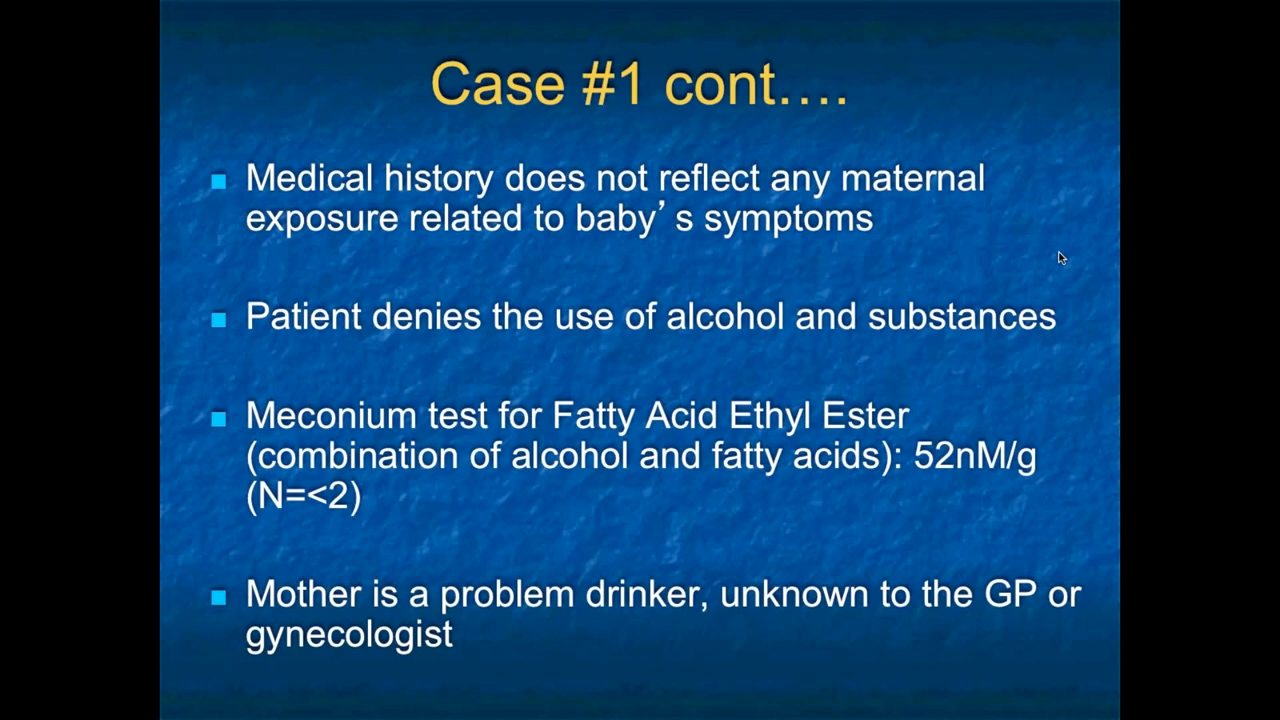 Case #1 cont….
Medical history does not reflect any maternal
exposure related to baby’s symptoms
Patient denies the use of alcohol and substances
Meconium test for Fatty Acid Ethyl Ester
(combination of alcohol and fatty acids): 52nM/g
(N=<2)
Mother is a problem drinker, unknown to the GP or
gynecologist